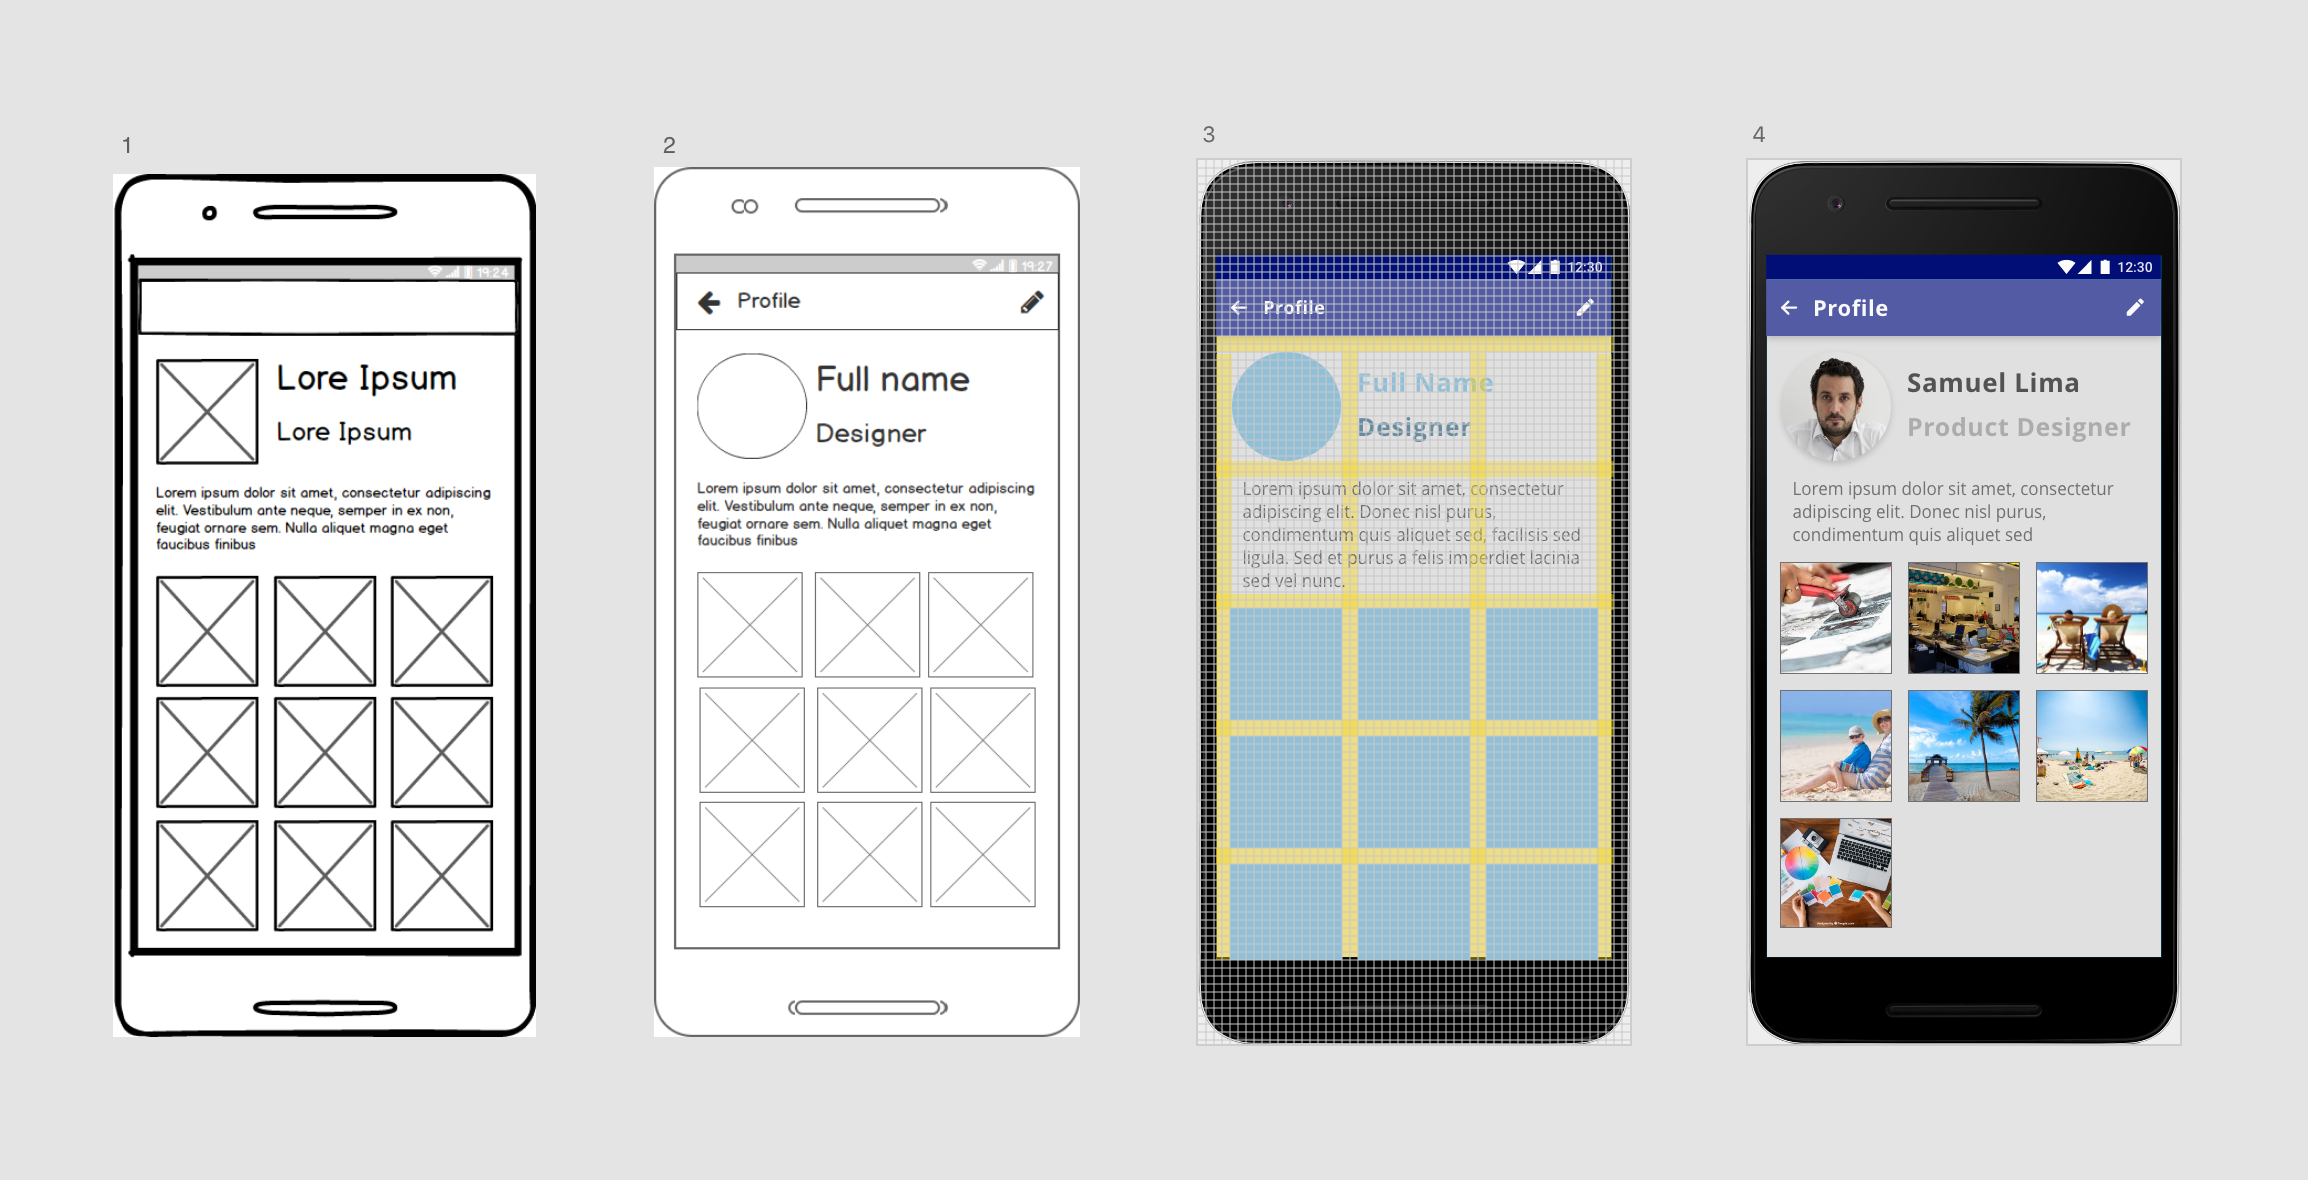 1
19:24
Lore Ipsum
Lore Ipsum
Lorem ipsum dolor sit amet, consectetur adipiscing
elit. Vestibulum ante neque, semper in ex non,
feugiat ornare sem. Nulla aliquet magna eget
faucibus finibus
2
19:27
Profile
Full name
Designer
Lorem ipsum dolor sit amet, consectetur adipiscing
elit. Vestibulum ante neque, semper in ex non,
feugiat ornare sem. Nulla aliquet magna eget
faucibus finibus
3
12:30
Profile
Full Name
Designer
Lorem ipsum dolor sit amet, consectetur
adipiscing elit. Donec nisl purus,
condimentum quis aliquet sed, facilisis sed
ligula. Sed et purus a felis imperdiet lacinia
sed vel nunc.
4
12:30
Profile
Samuel Lima
Product Designer
Lorem ipsum dolor sit amet, consectetur
adipiscing elit. Donec nisl purus,
condimentum quis aliquet sed